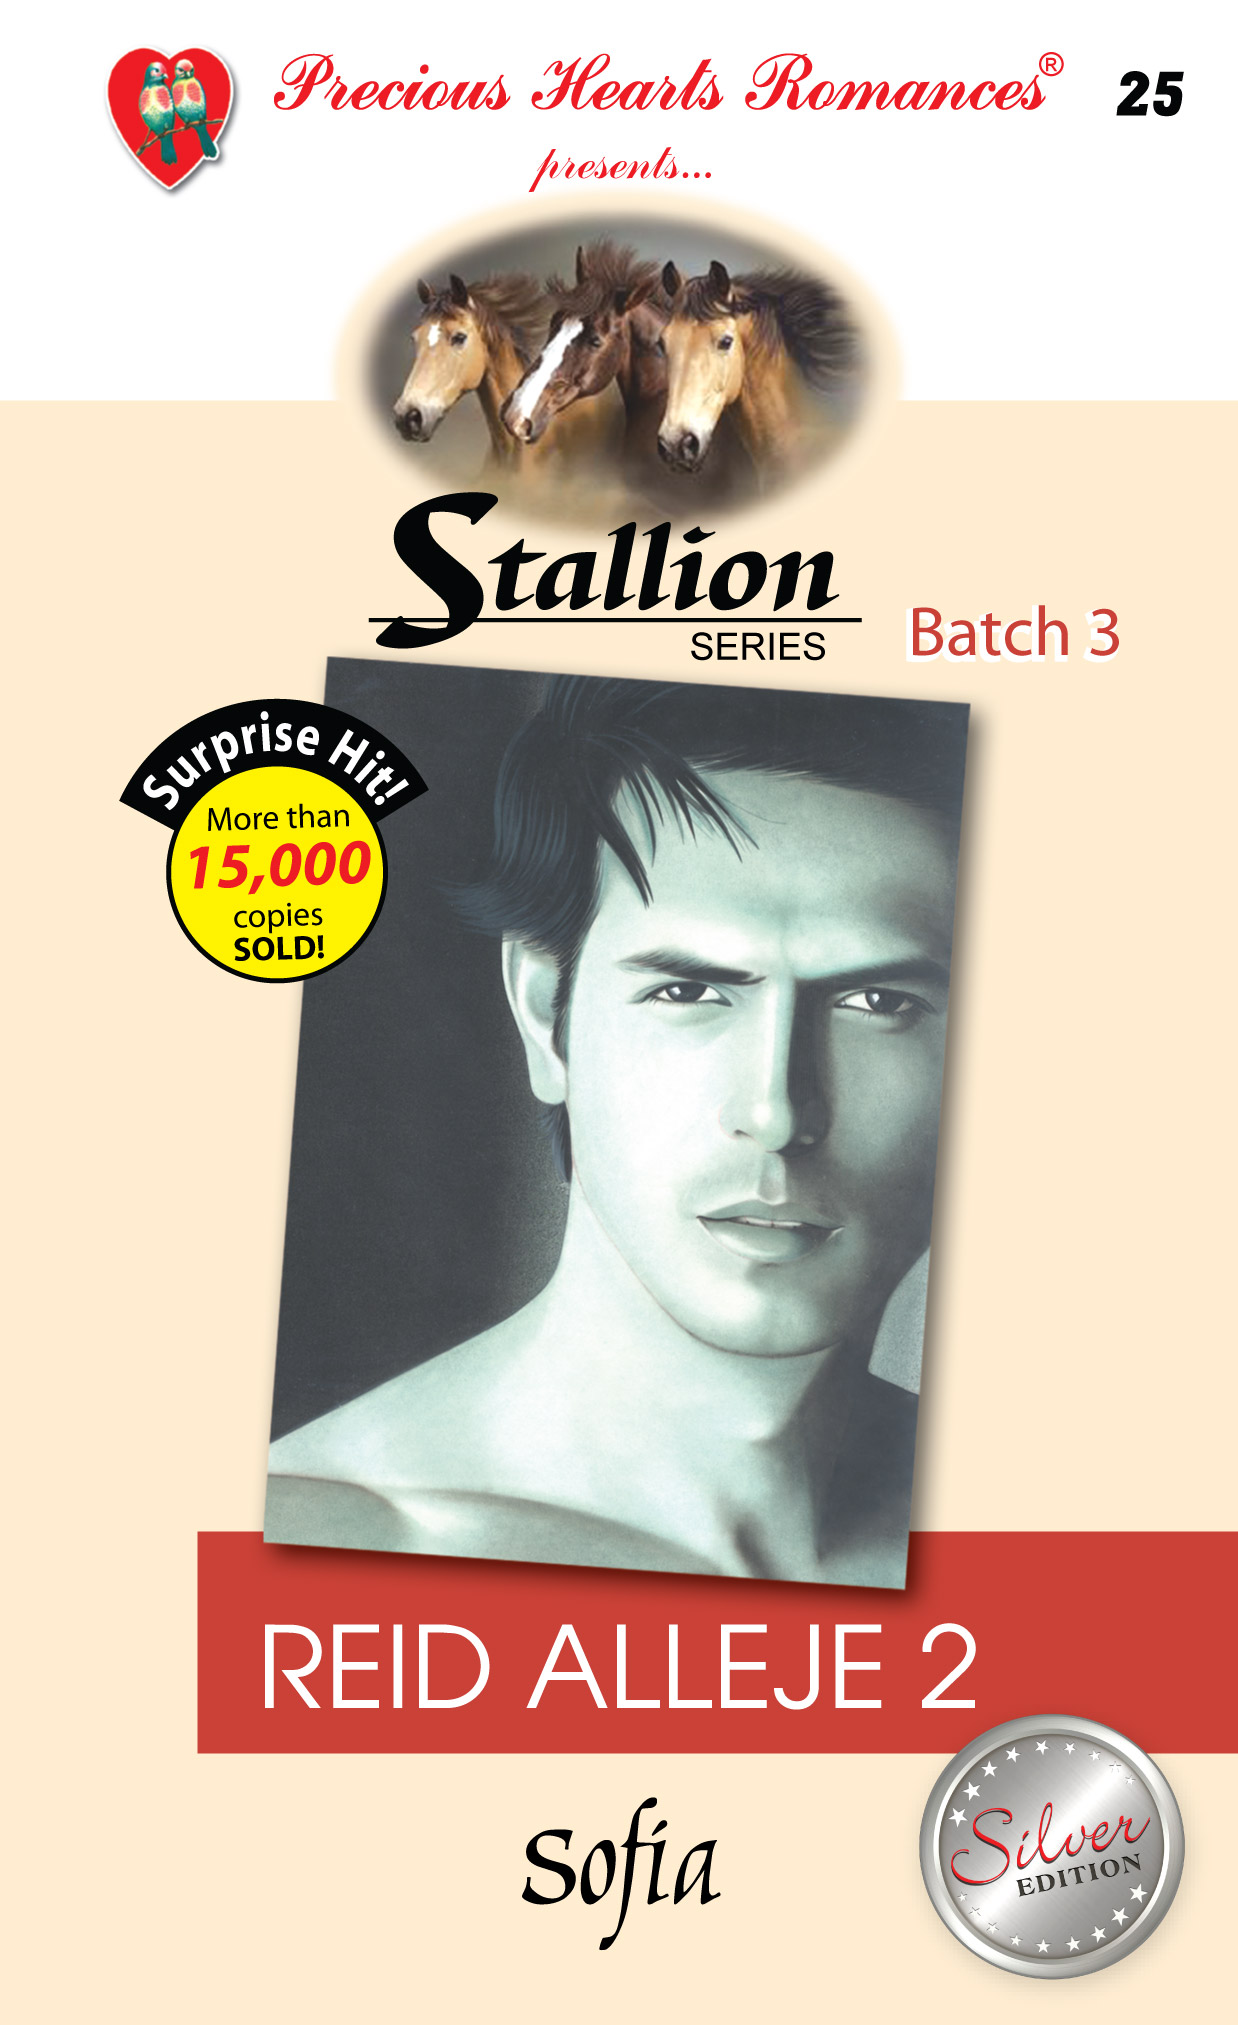 Precious Hearts Romances®
25
presents...
Stallion
SERIES
Batch 3
Surprise Hit!
More than
15,000
copies
SOLD!
REID ALLEJE 2
Sofia
Silver
EDITION